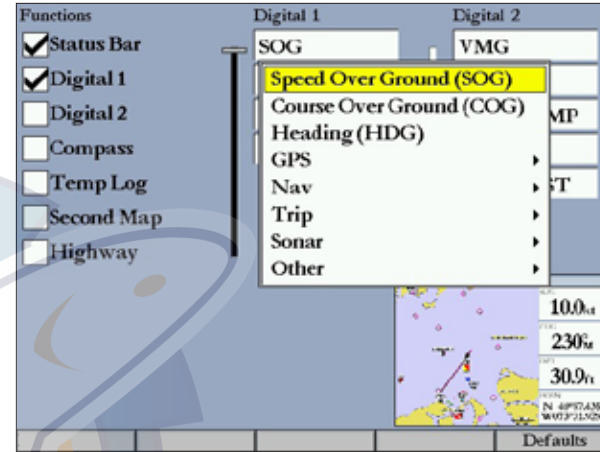 Functions
Digital 1
Digital 2
Status Bar
Digital 1
Digital 2
Compass
Temp Log
Second Map
Highway
SOG
VMG
MP
ST
Speed Over Ground (SOG)
Course Over Ground (COG)
Heading (HDG)
GPS
Nav
Trip
Sonar
Other
10.0
230
30.9
Defaults